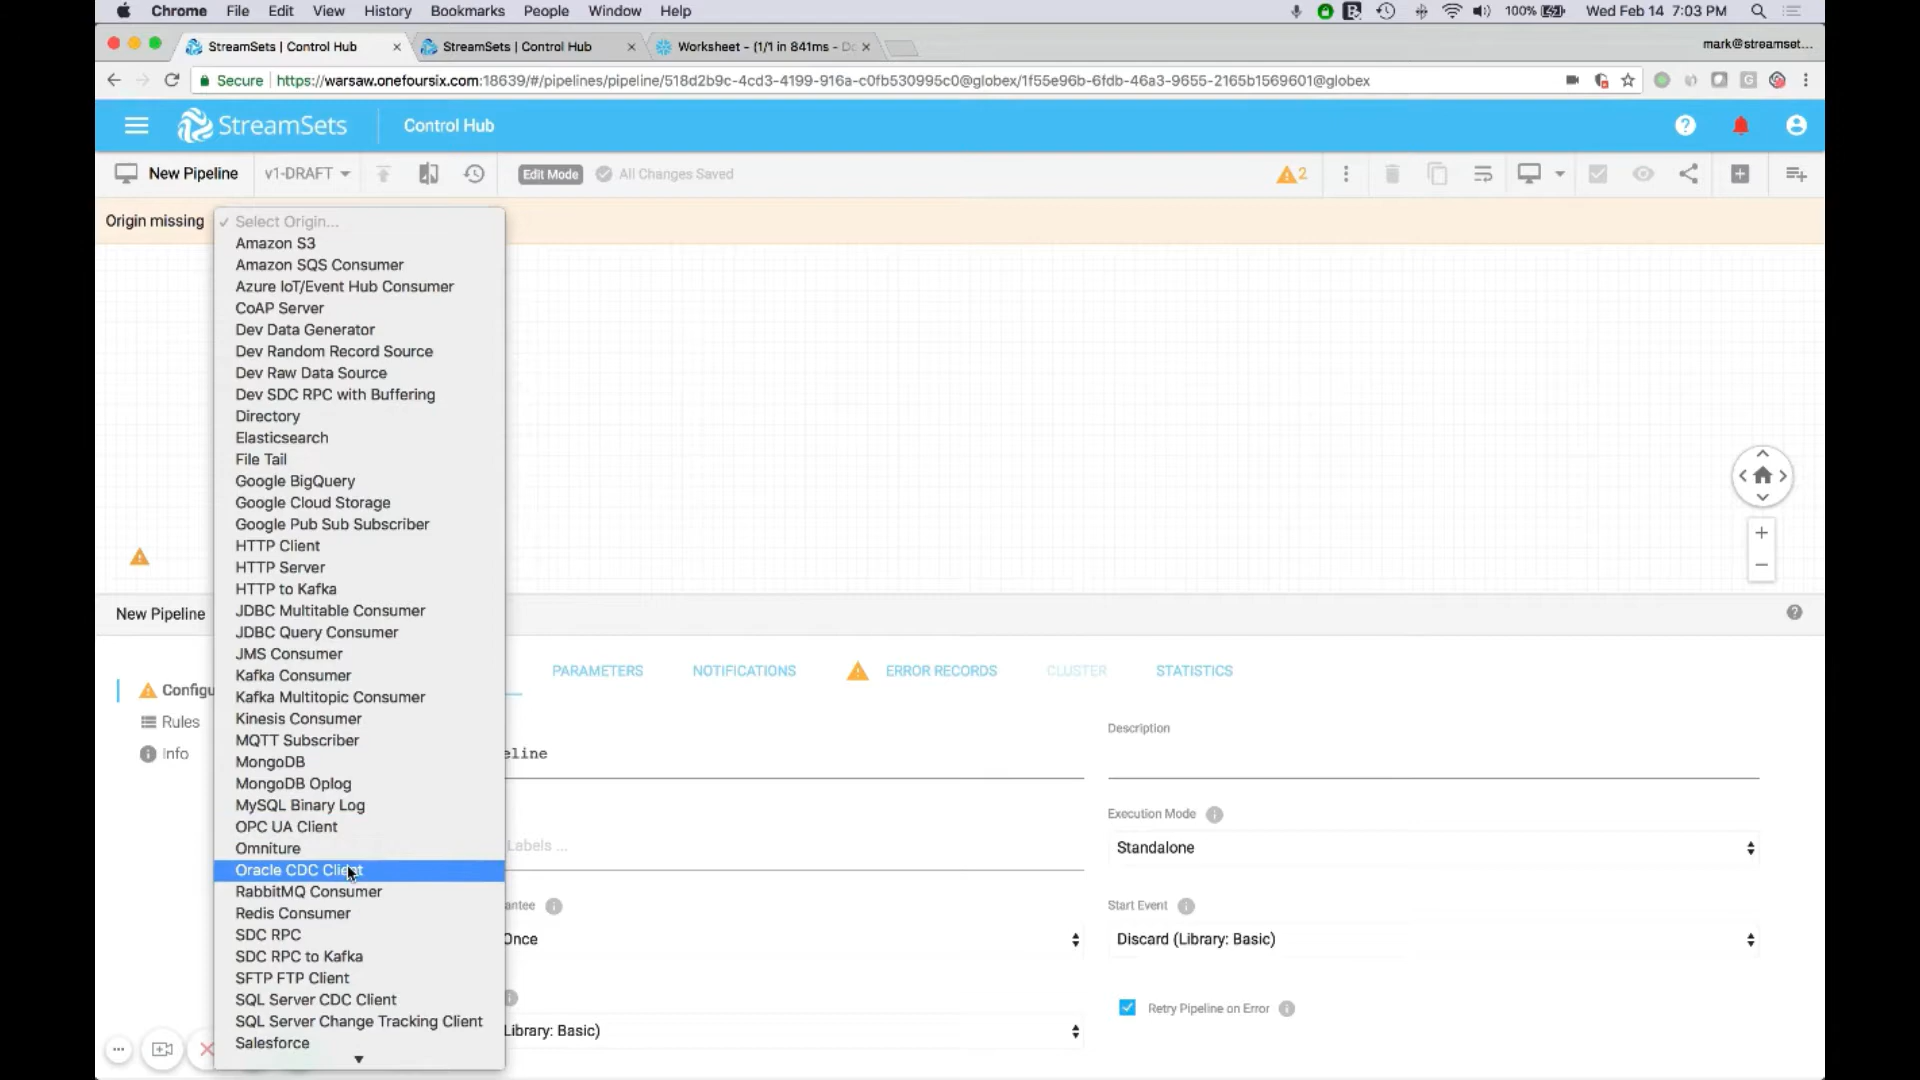 Chrome File Edit View History Bookmarks People Window Help 100% Wed Feb 14 7:03 PM
StreamSets | Control Hub StreamSets | Control Hub Worksheet - (1/1 in 841ms - Do mark@streamset...
Secure https://warsaw.onefoursix.com:18639/#/pipelines/pipeline/518d2b9c-4cd3-4199-916a-c0fb530995c0@globex/1f55e96b-6fdb-46a3-9655-2165b1569601@globex
StreamSets Control Hub
New Pipeline v1-DRAFT Edit Mode All Changes Saved 2
Origin missing Select Origin...
Amazon S3
Amazon SQS Consumer
Azure IoT/Event Hub Consumer
CoAP Server
Dev Data Generator
Dev Random Record Source
Dev Raw Data Source
Dev SDC RPC with Buffering
Directory
Elasticsearch
File Tail
Google BigQuery
Google Cloud Storage
Google Pub Sub Subscriber
HTTP Client
HTTP Server
HTTP to Kafka
JDBC Multitable Consumer
JDBC Query Consumer
JMS Consumer
Kafka Consumer
Kafka Multitopic Consumer
Kinesis Consumer
MQTT Subscriber
MongoDB
MongoDB Oplog
MySQL Binary Log
OPC UA Client
Omniture
Oracle CDC Client
RabbitMQ Consumer
Redis Consumer
SDC RPC
SDC RPC to Kafka
SFTP FTP Client
SQL Server CDC Client
SQL Server Change Tracking Client
Salesforce
New Pipeline
PARAMETERS NOTIFICATIONS ERROR RECORDS CLUSTER STATISTICS
Configu
Rules
Info
eline
Labels ...
antee
Once
Library: Basic)
Description
Execution Mode
Standalone
Start Event
Discard (Library: Basic)
Retry Pipeline on Error